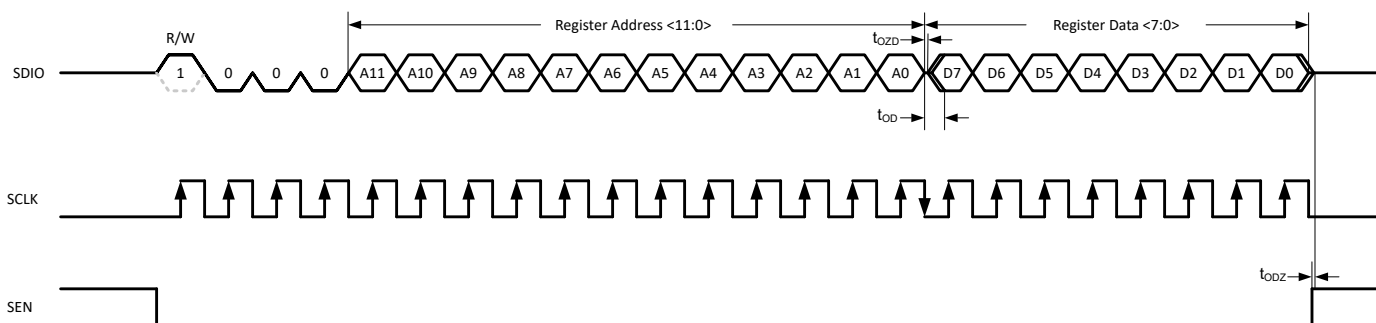 Register Address <11:0> Register Data <7:0>
R/W
tOZD
SDIO 1 0 0 0 A11 A10 A9 A8 A7 A6 A5 A4 A3 A2 A1 A0 D7 D6 D5 D4 D3 D2 D1 D0
tOD
SCLK
tODZ
SEN